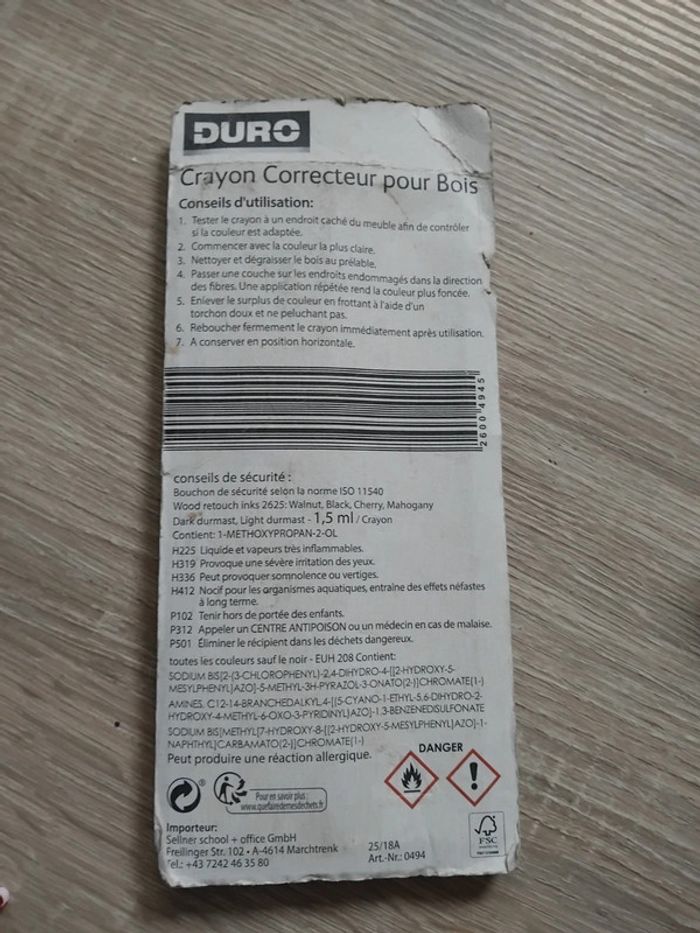 DURO
Crayon Correcteur pour Bois
Conseils d'utilisation:
1. Tester le crayon à un endroit caché du meuble afin de contrôler
si la couleur est adaptée.
2. Commencer avec la couleur la plus claire.
3. Nettoyer et dégraisser le bois au prélable.
4. Passer une couche sur les endroits endommagés dans la direction
des fibres. Une application répétée rend la couleur plus foncée.
5. Enlever le surplus de couleur en frottant à l'aide d'un
torchon doux et ne peluchant pas.
6. Reboucher fermement le crayon immédiatement après utilisation.
7. A conserver en position horizontale.
2600 4945
conseils de sécurité :
Bouchon de sécurité selon la norme ISO 11540
Wood retouch inks 2625: Walnut, Black, Cherry, Mahogany
Dark durmast, Light durmast - 1,5 ml / Crayon
Contient: 1-METHOXYPROPAN-2-OL
H225 Liquide et vapeurs très inflammables.
H319 Provoque une sévère irritation des yeux.
H336 Peut provoquer somnolence ou vertiges.
H412 Nocif pour les organismes aquatiques, entraîne des effets néfastes
à long terme.
P102 Tenir hors de portée des enfants.
P312 Appeler un CENTRE ANTIPOISON ou un médecin en cas de malaise.
P501 Éliminer le récipient dans les déchets dangereux.
toutes les couleurs sauf le noir - EUH 208 Contient:
SODIUM BIS[2-(3-CHLOROPHENYL)-2,4-DIHYDRO-4-[[2-HYDROXY-5-
MESYLPHENYL]AZO]-5-METHYL-3H-PYRAZOL-3-ONATO(2-)]CHROMATE(1-)
AMINES, C12-14-BRANCHEDALKYL, 4-[(5-CYANO-1-ETHYL-5,6-DIHYDRO-2-
HYDROXY-4-METHYL-6-OXO-3-PYRIDINYL)AZO]-1,3-BENZENEDISULFONATE
SODIUM BIS[METHYL[7-HYDROXY-8-[(2-HYDROXY-5-MESYLPHENYL)AZO]-1-
NAPHTHYL]CARBAMATO(2-)]CHROMATE(1-)
Peut produire une réaction allergique.
DANGER
®
Pour en savoir plus :
www.quefairedemesdechets.fr
Importeur:
Sellner school + office GmbH
Freilinger Str. 102 • A-4614 Marchtrenk
Tel.: +43 7242 46 35 80
25/18A
Art.-Nr.: 0494
FSC